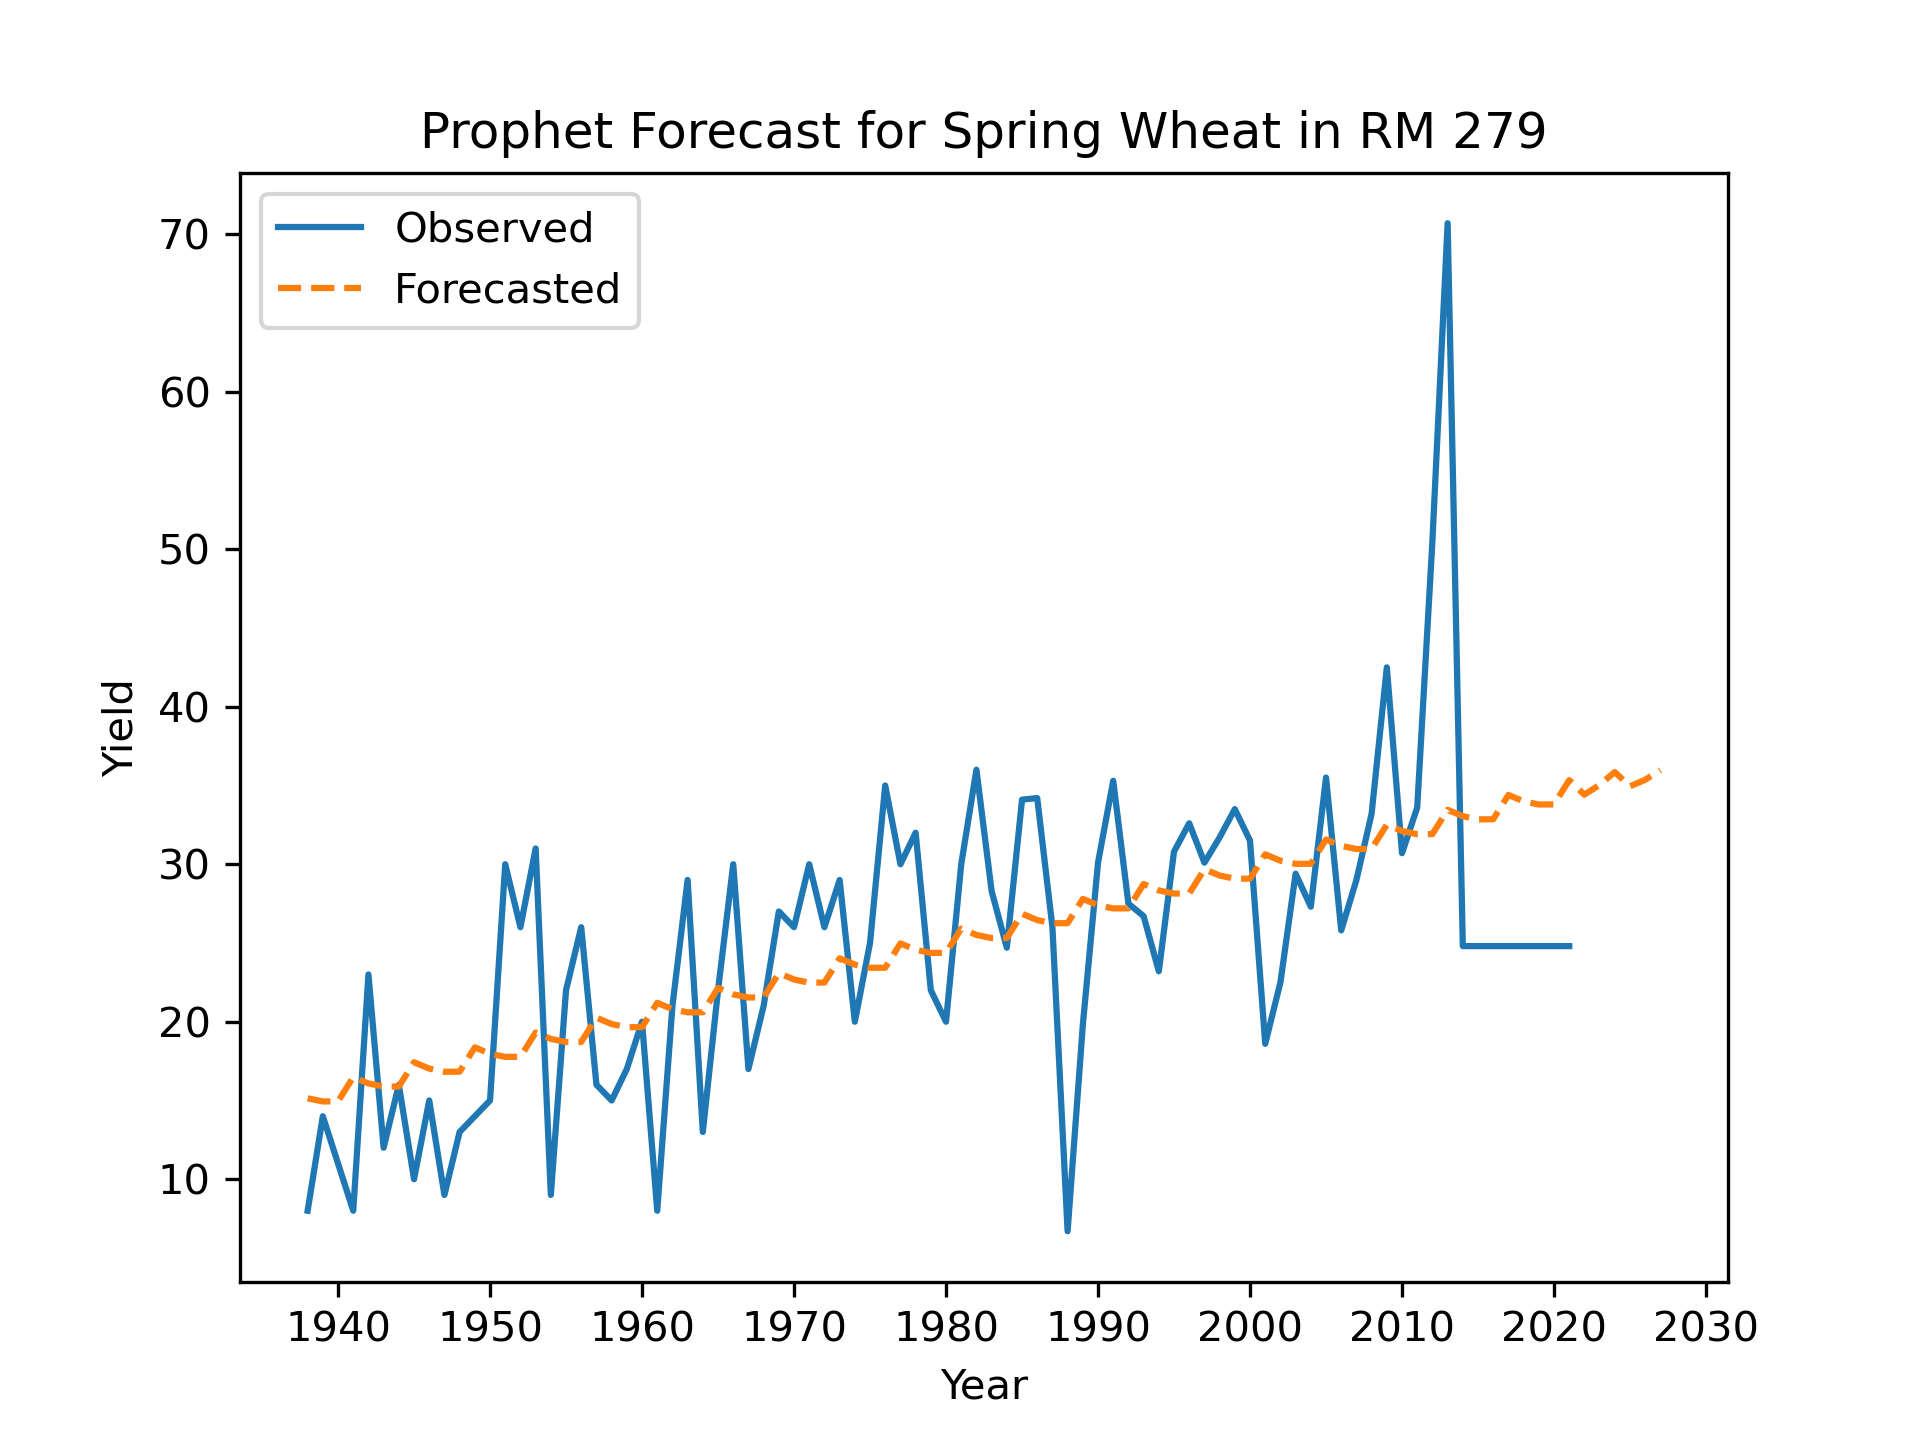 Prophet Forecast for Spring Wheat in RM 279
Observed
Forecasted
70
60
50
40
30
20
10
Yield
1940 1950 1960 1970 1980 1990 2000 2010 2020 2030
Year